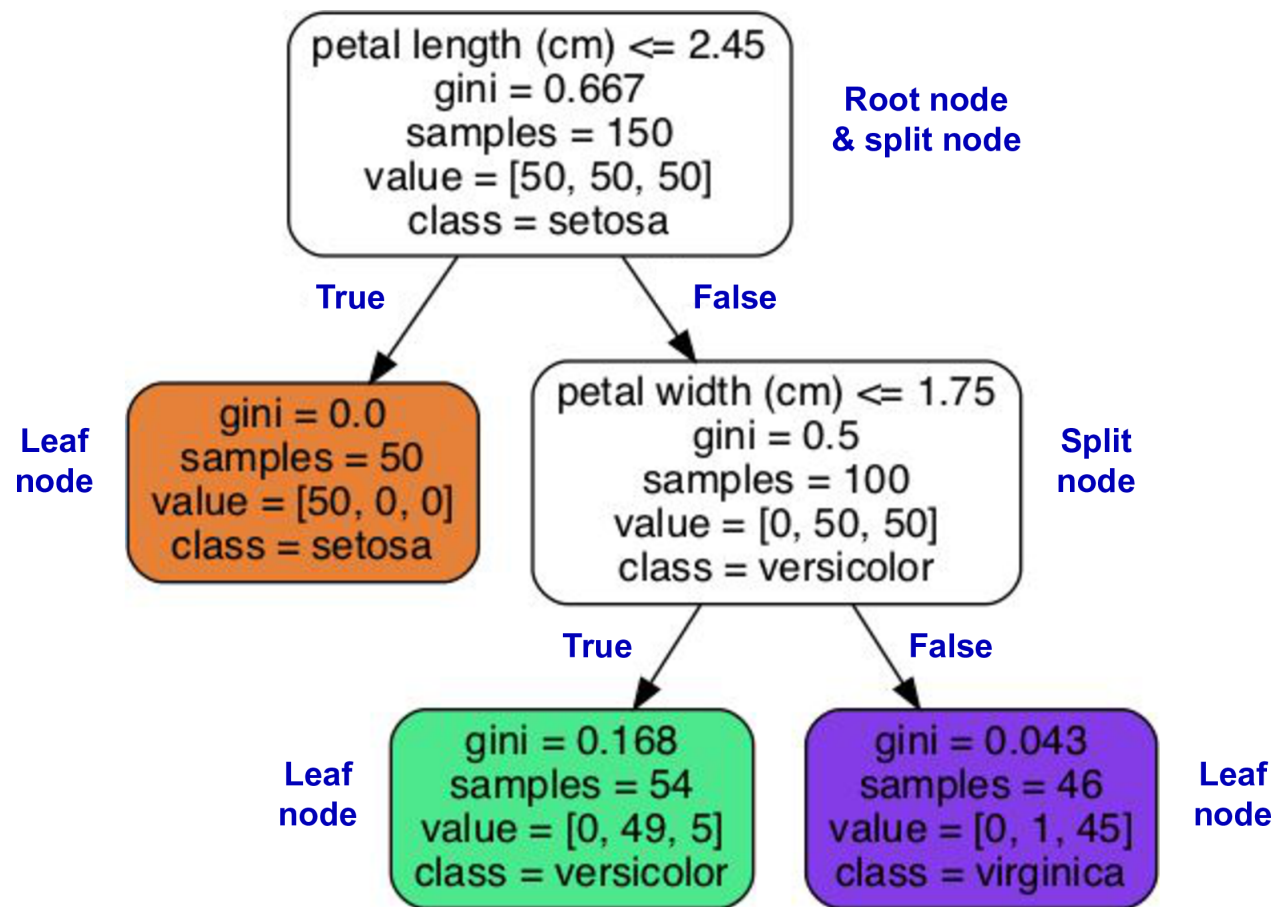 petal length (cm) <= 2.45
gini = 0.667
samples = 150
value = [50, 50, 50]
class = setosa
Root node
& split node
True
False
Leaf
node
gini = 0.0
samples = 50
value = [50, 0, 0]
class = setosa
petal width (cm) <= 1.75
gini = 0.5
samples = 100
value = [0, 50, 50]
class = versicolor
Split
node
True
False
Leaf
node
gini = 0.168
samples = 54
value = [0, 49, 5]
class = versicolor
gini = 0.043
samples = 46
value = [0, 1, 45]
class = virginica
Leaf
node